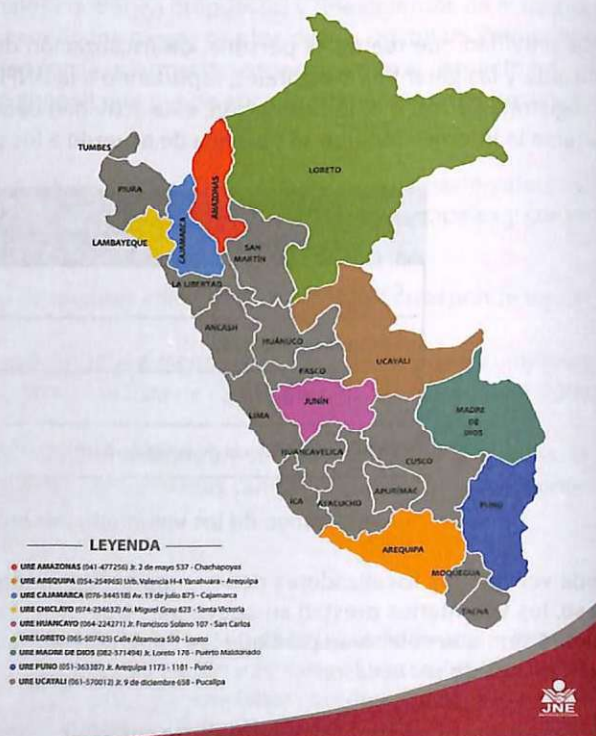 TUMBES
PIURA
LORETO
AMAZONAS
CAJAMARCA
LAMBAYEQUE
SAN
MARTÍN
LA LIBERTAD
ANCASH
HUÁNUCO
UCAYALI
PASCO
JUNÍN
LIMA
MADRE
DE
DIOS
HUANCAVELICA
CUSCO
ICA
AYACUCHO
APURÍMAC
PUNO
AREQUIPA
MOQUEGUA
TACNA
LEYENDA
URE AMAZONAS (041-477256) Jr. 2 de mayo 537 - Chachapoyas
URE AREQUIPA (054-254965) Urb. Valencia H-4 Yanahuara - Arequipa
URE CAJAMARCA (076-344518) Av. 13 de julio 875 - Cajamarca
URE CHICLAYO (074-234632) Av. Miguel Grau 623 - Santa Victoria
URE HUANCAYO (064-224271) Jr. Francisco Solano 107 - San Carlos
URE LORETO (065-507425) Calle Alzamora 550 - Loreto
URE MADRE DE DIOS (082-571494) Jr. Loreto 176 - Puerto Maldonado
URE PUNO (051-363387) Jr. Arequipa 1173 - 1181 - Puno
URE UCAYALI (061-570012) Jr. 9 de diciembre 658 - Pucallpa
JNE